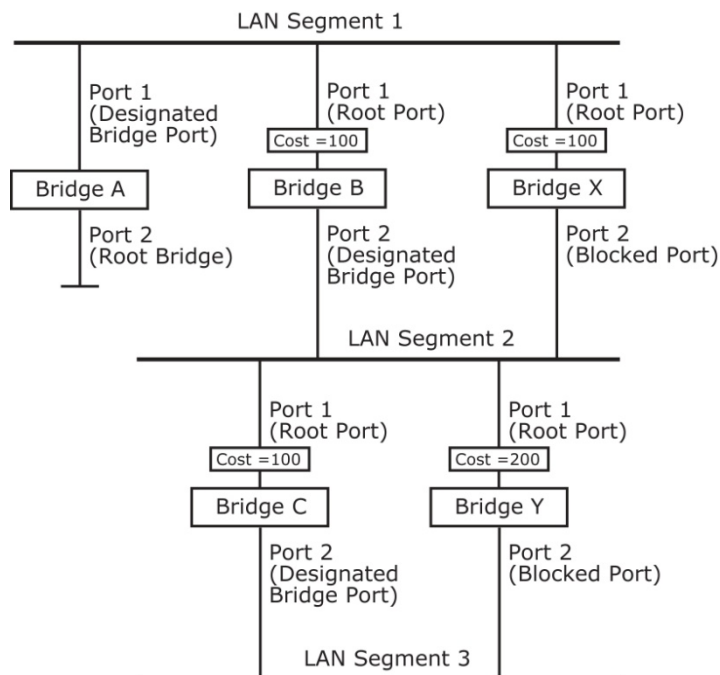 LAN Segment 1
Port 1
(Designated
Bridge Port)
Port 1
(Root Port)
Port 1
(Root Port)
Cost =100
Cost =100
Bridge A
Bridge B
Bridge X
Port 2
(Root Bridge)
Port 2
(Designated
Bridge Port)
Port 2
(Blocked Port)
LAN Segment 2
Port 1
(Root Port)
Port 1
(Root Port)
Cost =100
Cost =200
Bridge C
Bridge Y
Port 2
(Designated
Bridge Port)
Port 2
(Blocked Port)
LAN Segment 3